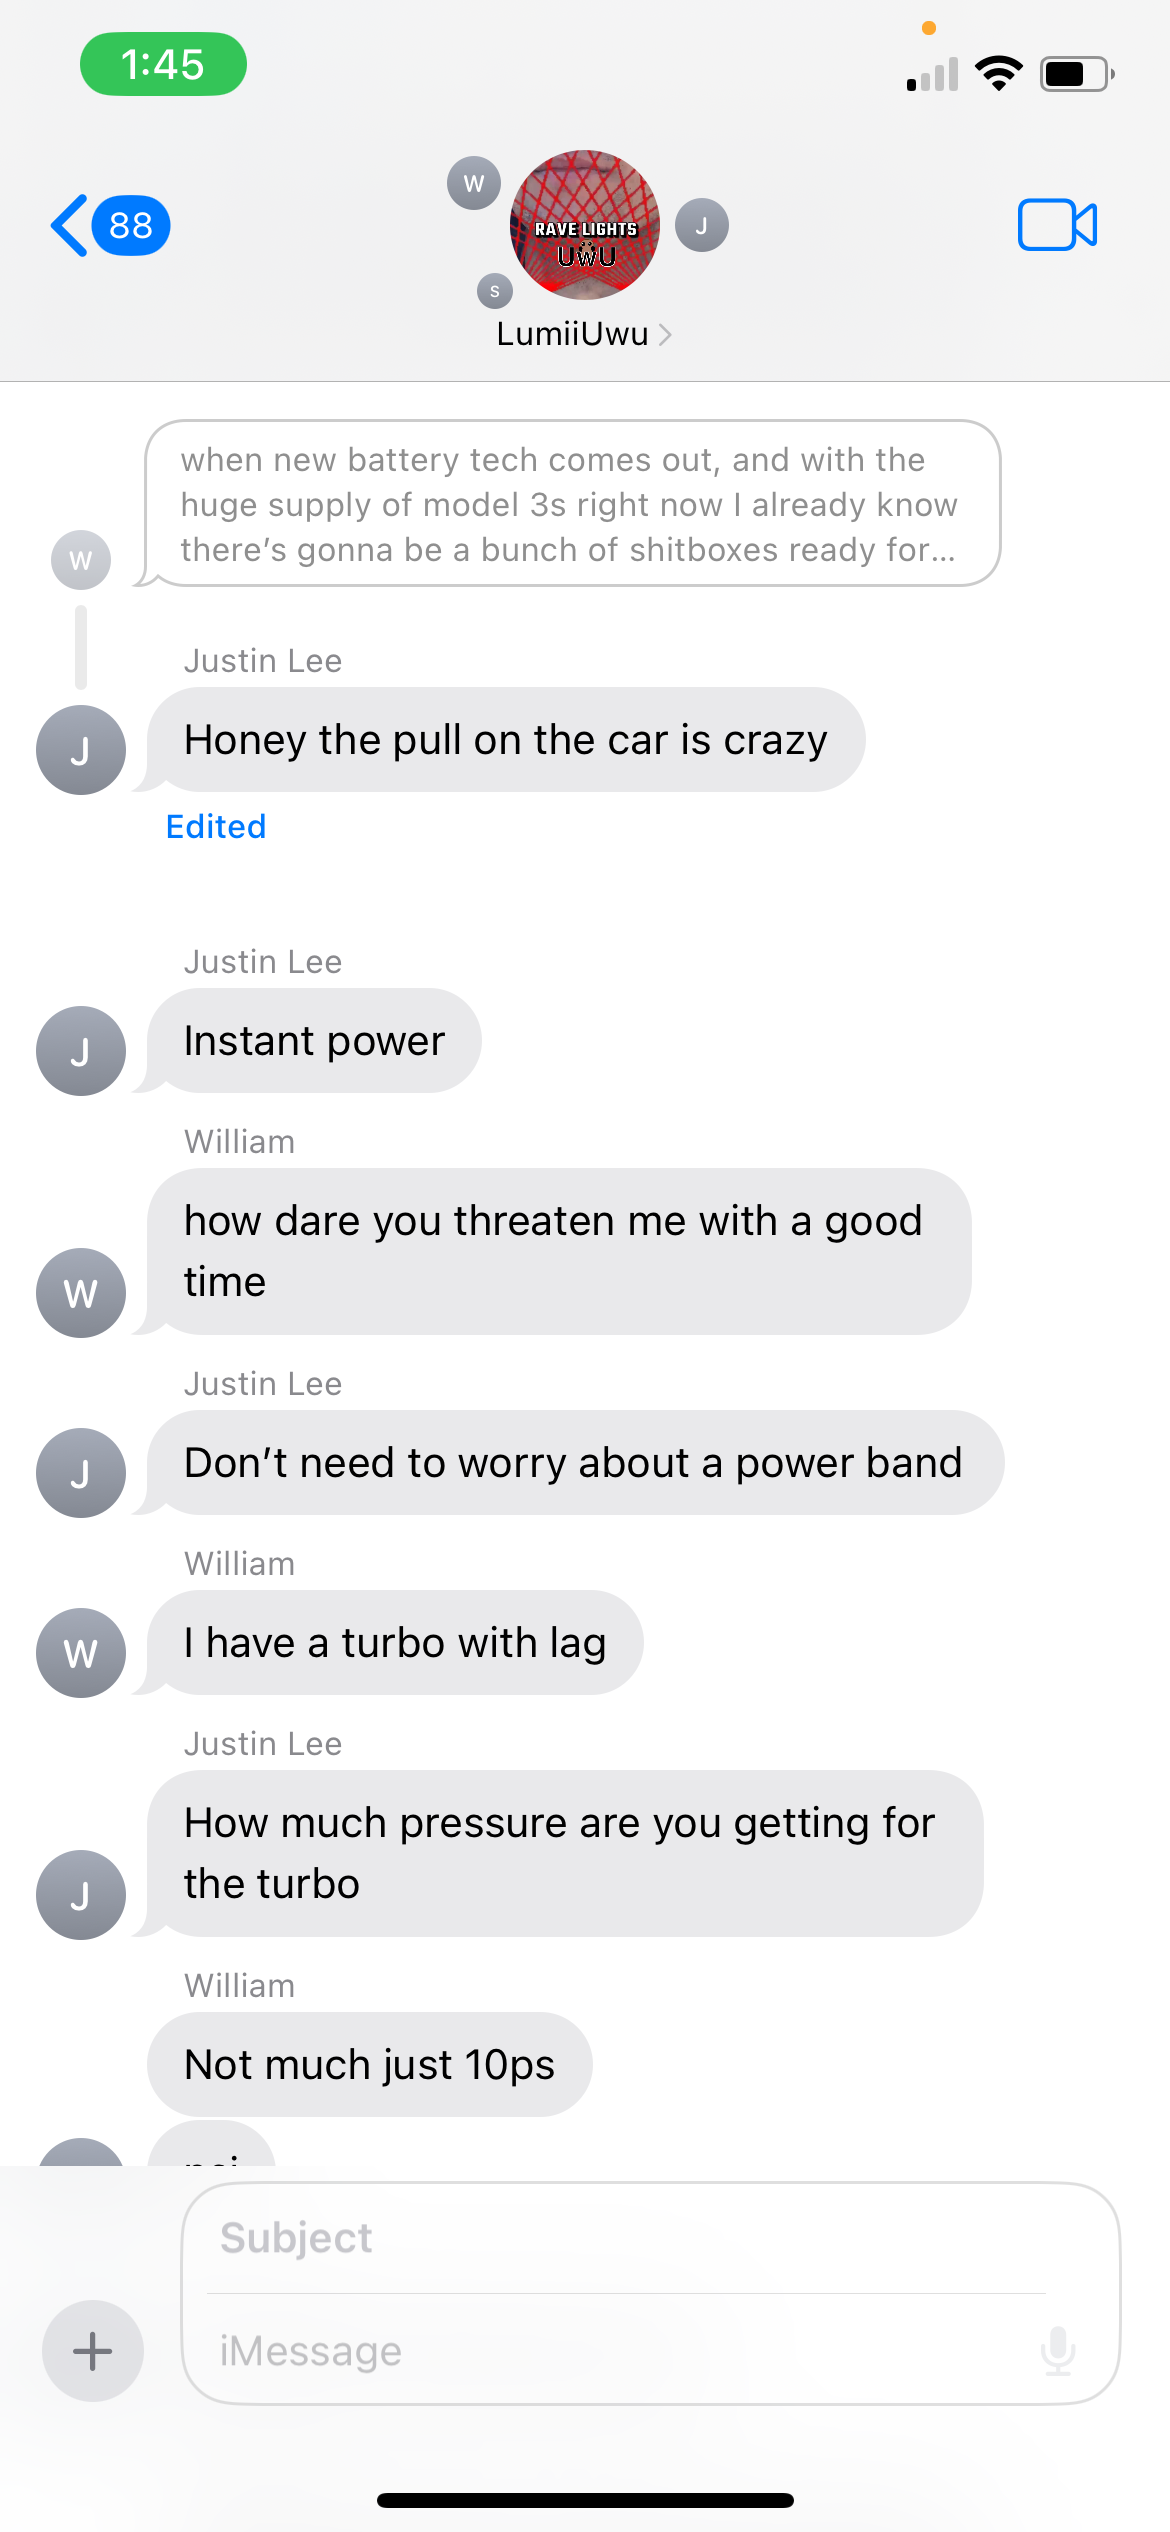 1:45
88
W
RAVE LIGHTS
UWU
J
S
LumiiUwu
when new battery tech comes out, and with the
huge supply of model 3s right now I already know
there’s gonna be a bunch of shitboxes ready for...
W
Justin Lee
J
Honey the pull on the car is crazy
Edited
Justin Lee
J
Instant power
William
how dare you threaten me with a good
W
time
Justin Lee
J
Don’t need to worry about a power band
William
W
I have a turbo with lag
Justin Lee
How much pressure are you getting for
J
the turbo
William
Not much just 10ps
Subject
iMessage